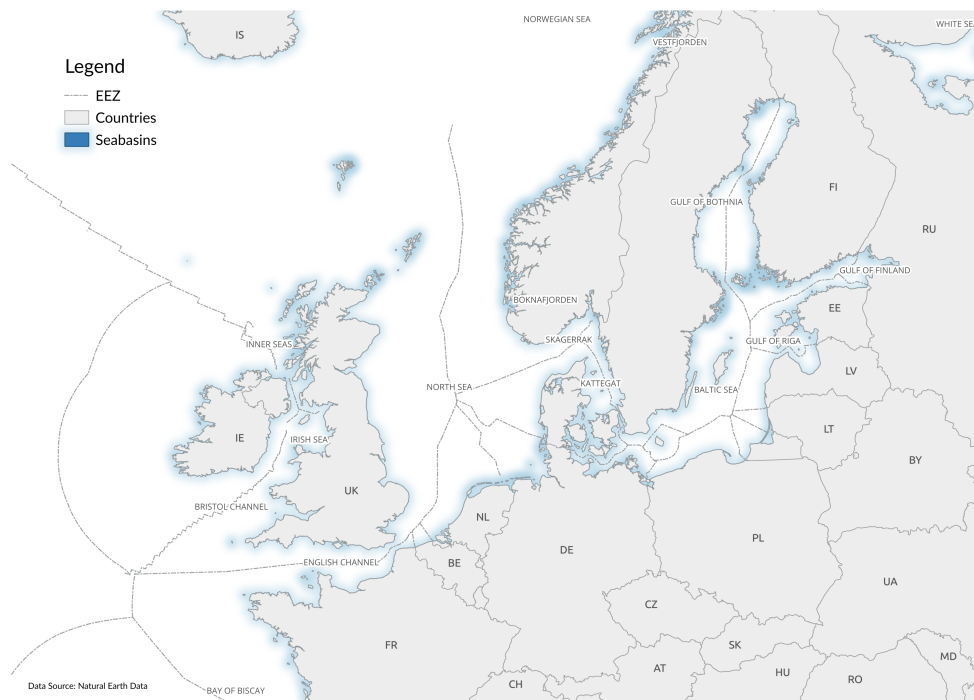 NORWEGIAN SEA
WHITE SE
IS
VESTFJORDEN
Legend
EEZ
Countries
Seabasins
FI
GULF OF BOTHNIA
RU
GULF OF FINLAND
BOKNAFJORDEN
EE
SKAGERRAK
GULF OF RIGA
INNER SEAS
LV
KATTEGAT
NORTH SEA
BALTIC SEA
LT
IE
IRISH SEA
BY
UK
BRISTOL CHANNEL
NL
PL
DE
ENGLISH CHANNEL
BE
UA
CZ
FR
SK
MD
AT
HU
RO
CH
Data Source: Natural Earth Data
BAY OF BISCAY